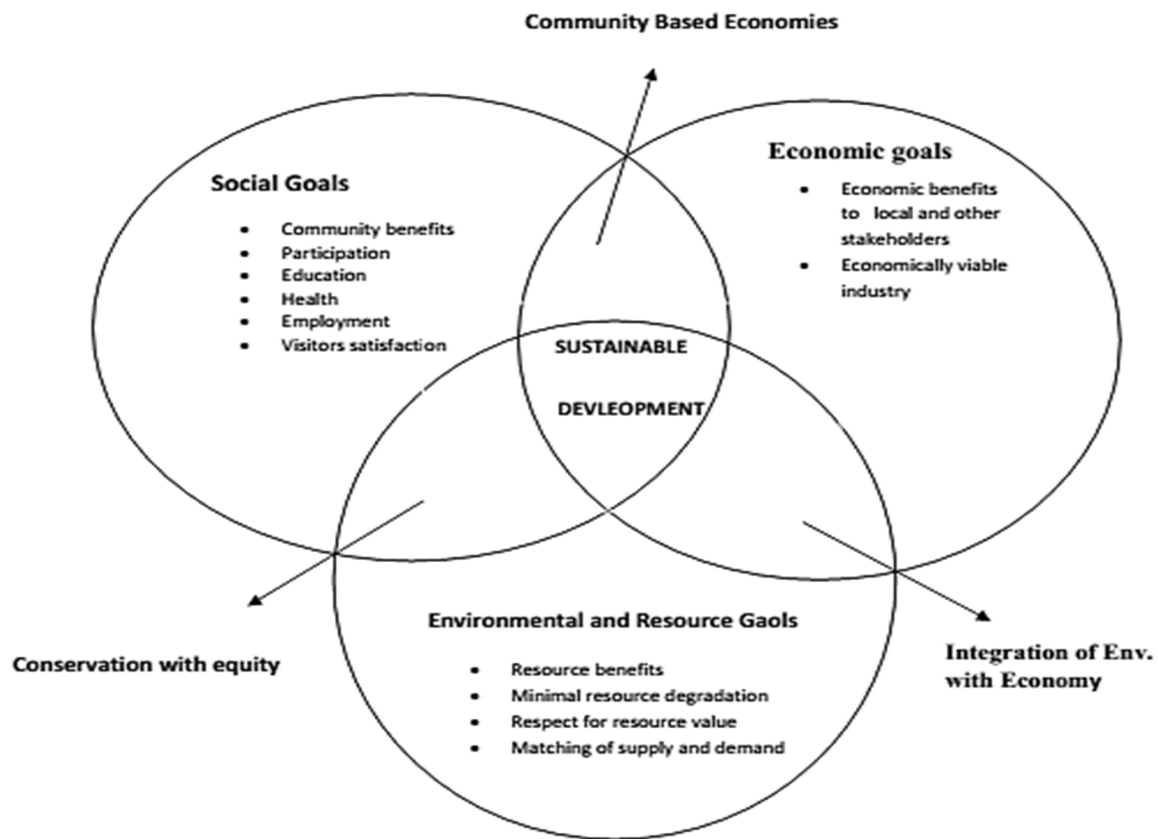 Community Based Economies
Social Goals
• Community benefits
• Participation
• Education
• Health
• Employment
• Visitors satisfaction
Economic goals
• Economic benefits
to local and other
stakeholders
• Economically viable
industry
SUSTAINABLE
DEVLEOPMENT
Conservation with equity
Environmental and Resource Gaols
• Resource benefits
• Minimal resource degradation
• Respect for resource value
• Matching of supply and demand
Integration of Env.
with Economy